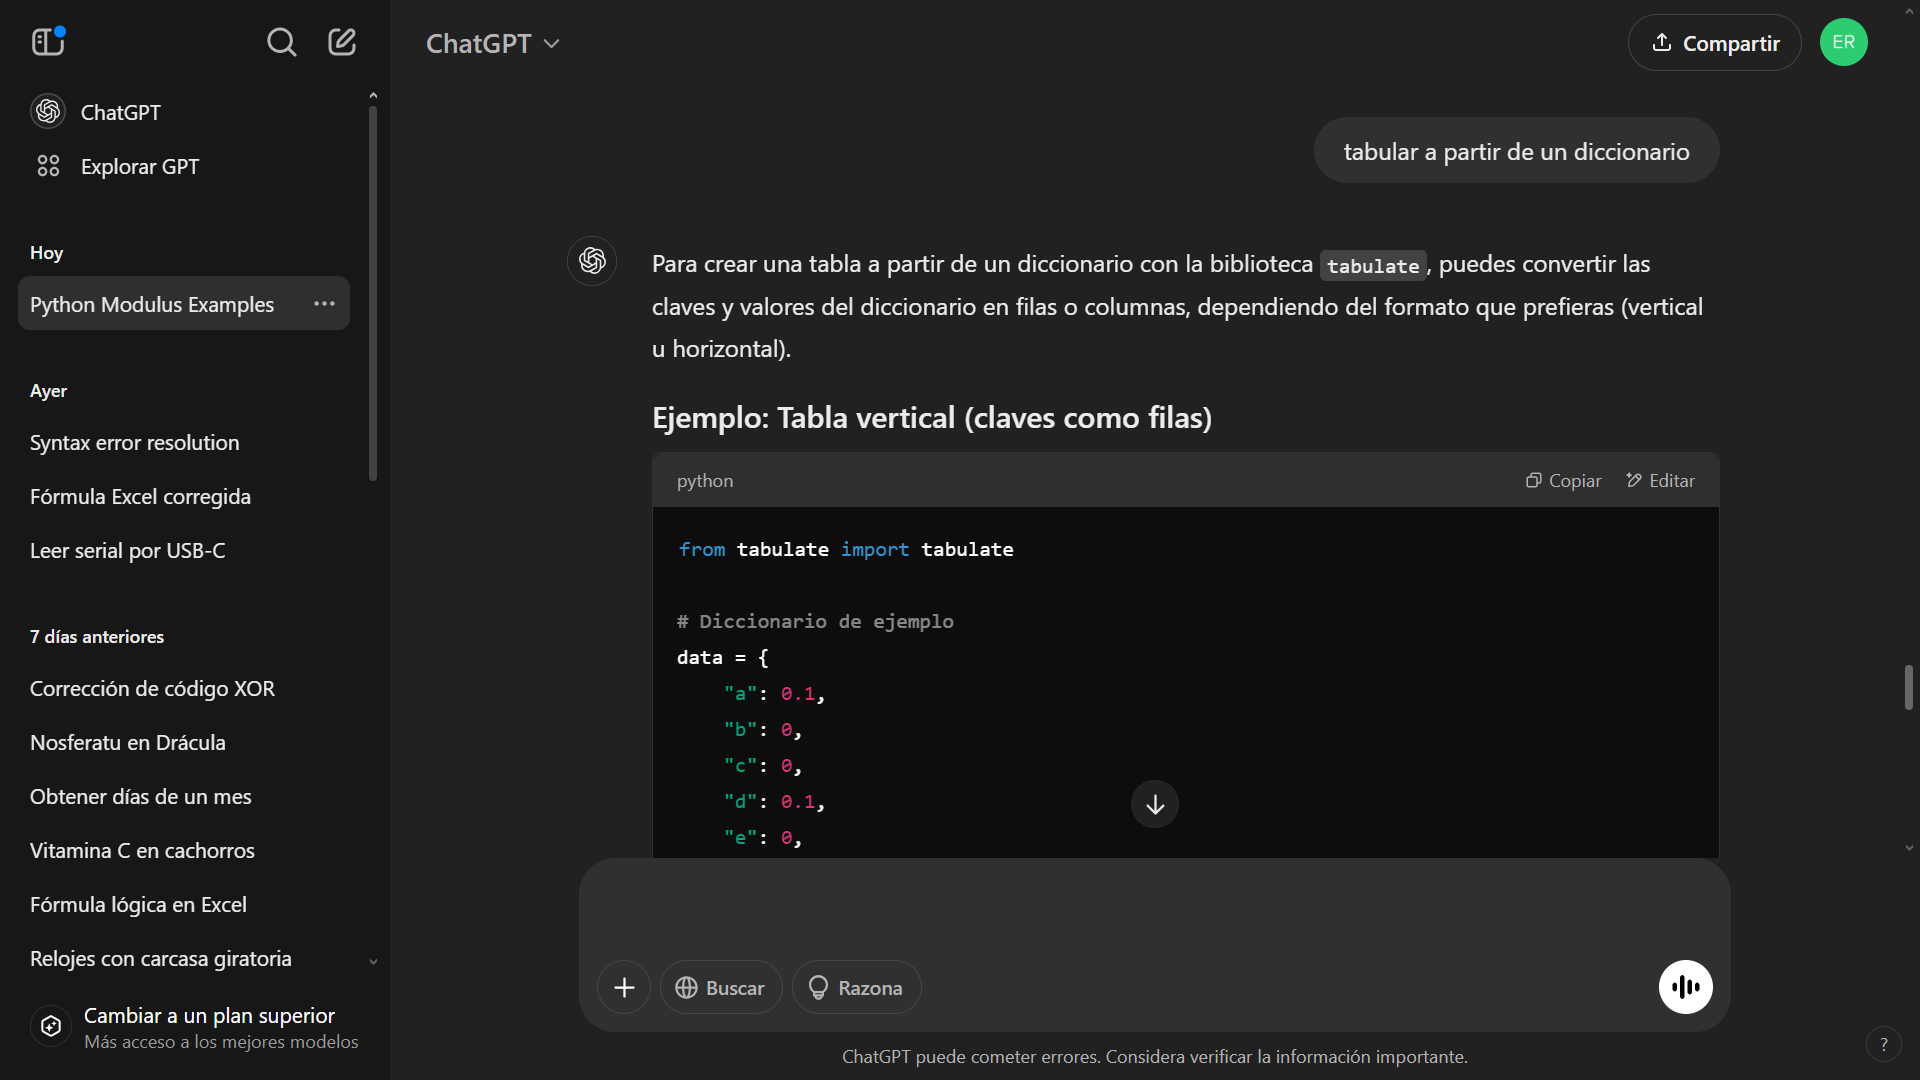 ChatGPT
Explorar GPT
Hoy
Python Modulus Examples
Ayer
Syntax error resolution
Fórmula Excel corregida
Leer serial por USB-C
7 días anteriores
Corrección de código XOR
Nosferatu en Drácula
Obtener días de un mes
Vitamina C en cachorros
Fórmula lógica en Excel
Relojes con carcasa giratoria
Cambiar a un plan superior
Más acceso a los mejores modelos
ChatGPT
Compartir
ER
tabular a partir de un diccionario
Para crear una tabla a partir de un diccionario con la biblioteca tabulate, puedes convertir las
claves y valores del diccionario en filas o columnas, dependiendo del formato que prefieras (vertical
u horizontal).
Ejemplo: Tabla vertical (claves como filas)
python Copiar Editar
from tabulate import tabulate
# Diccionario de ejemplo
data = {
"a": 0.1,
"b": 0,
"c": 0,
"d": 0.1,
"e": 0,
Buscar Razona
ChatGPT puede cometer errores. Considera verificar la información importante.
?